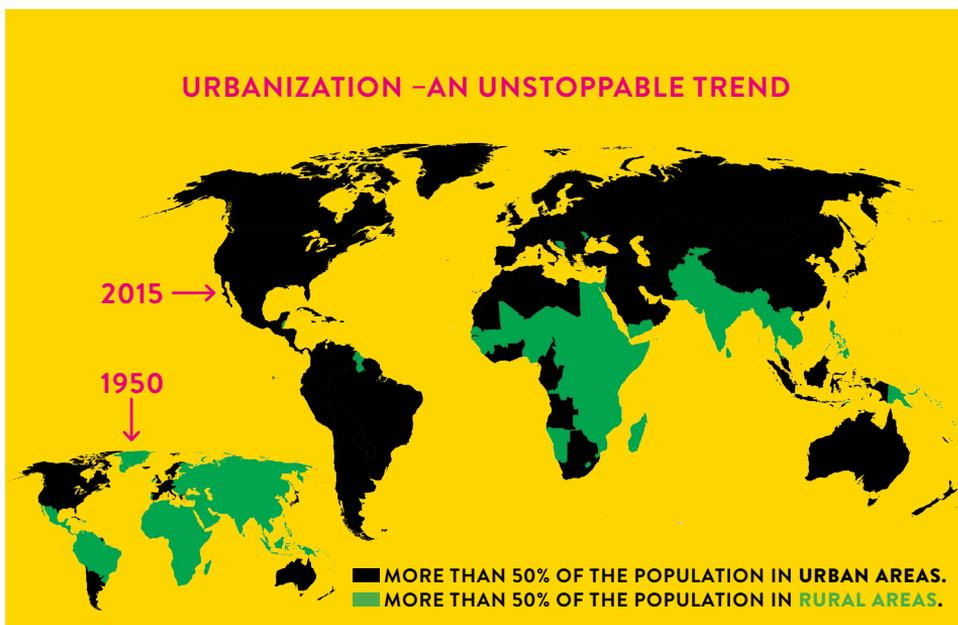 URBANIZATION –AN UNSTOPPABLE TREND
2015
1950
MORE THAN 50% OF THE POPULATION IN URBAN AREAS.
MORE THAN 50% OF THE POPULATION IN RURAL AREAS.